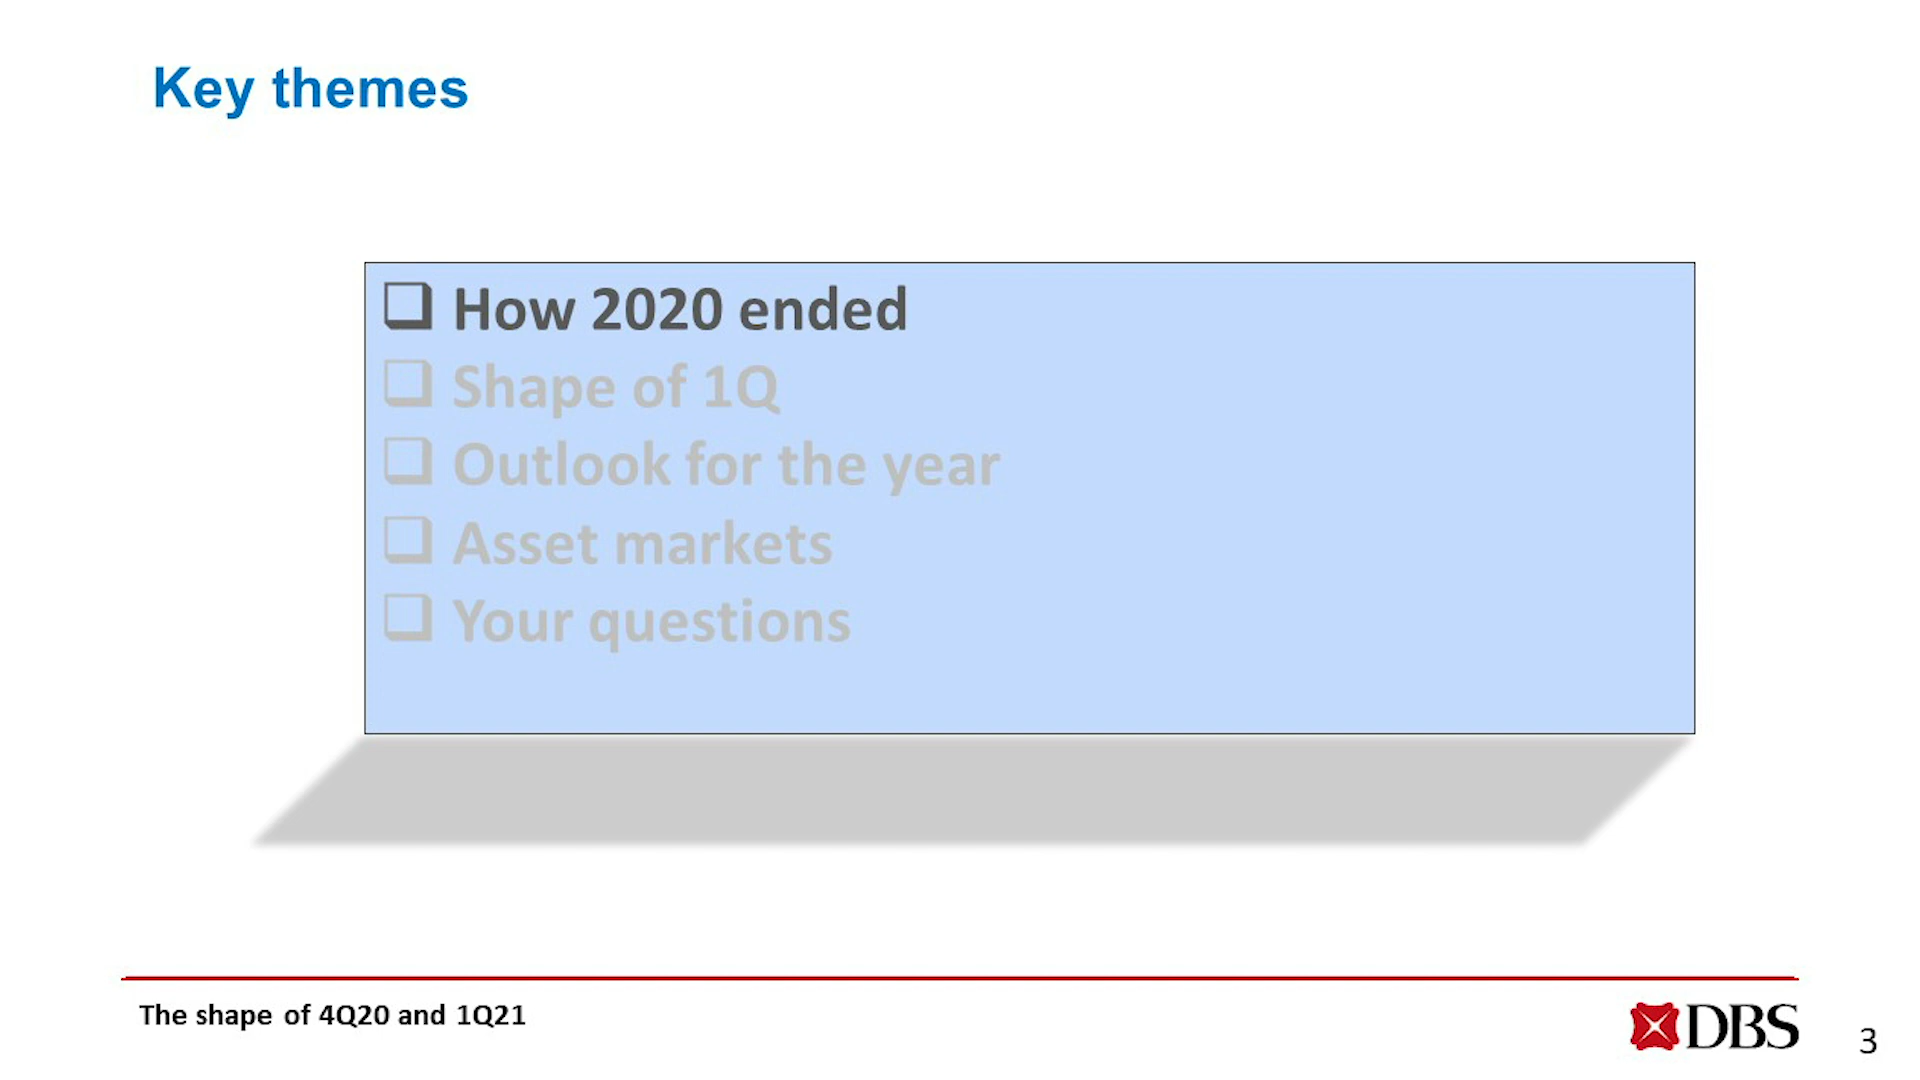 Key themes
How 2020 ended
Shape of 1Q
Outlook for the year
Asset markets
Your questions
The shape of 4Q20 and 1Q21
DBS
3